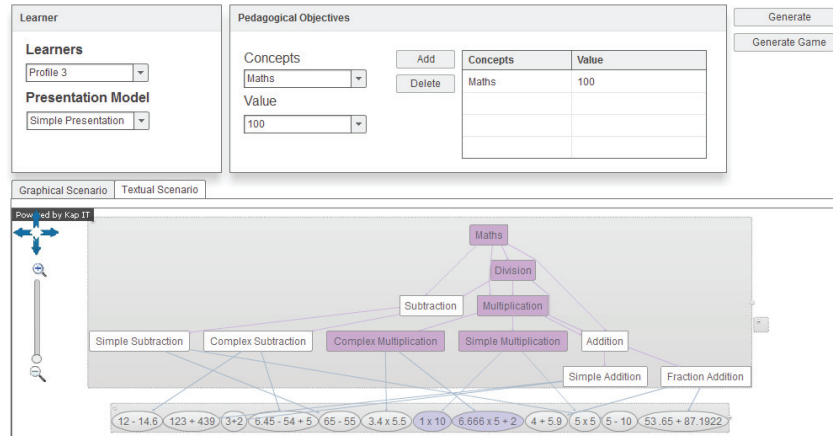 Learner
Pedagogical Objectives
Generate
Generate Game
Learners
Profile 3
Presentation Model
Simple Presentation
Concepts
Maths
Value
100
Add
Delete
Concepts Value
Maths 100
Graphical Scenario Textual Scenario
Powered by Kap IT
Maths
Division
Subtraction Multiplication
Simple Subtraction Complex Subtraction Complex Multiplication Simple Multiplication Addition
Simple Addition Fraction Addition
12 - 14.6 123 + 439 3+2 6.45 - 54 + 5 65 - 55 3.4 x 5.5 1 x 10 6.666 x 5 + 2 4 + 5.9 5 x 5 5 - 10 53.65 + 87.1922